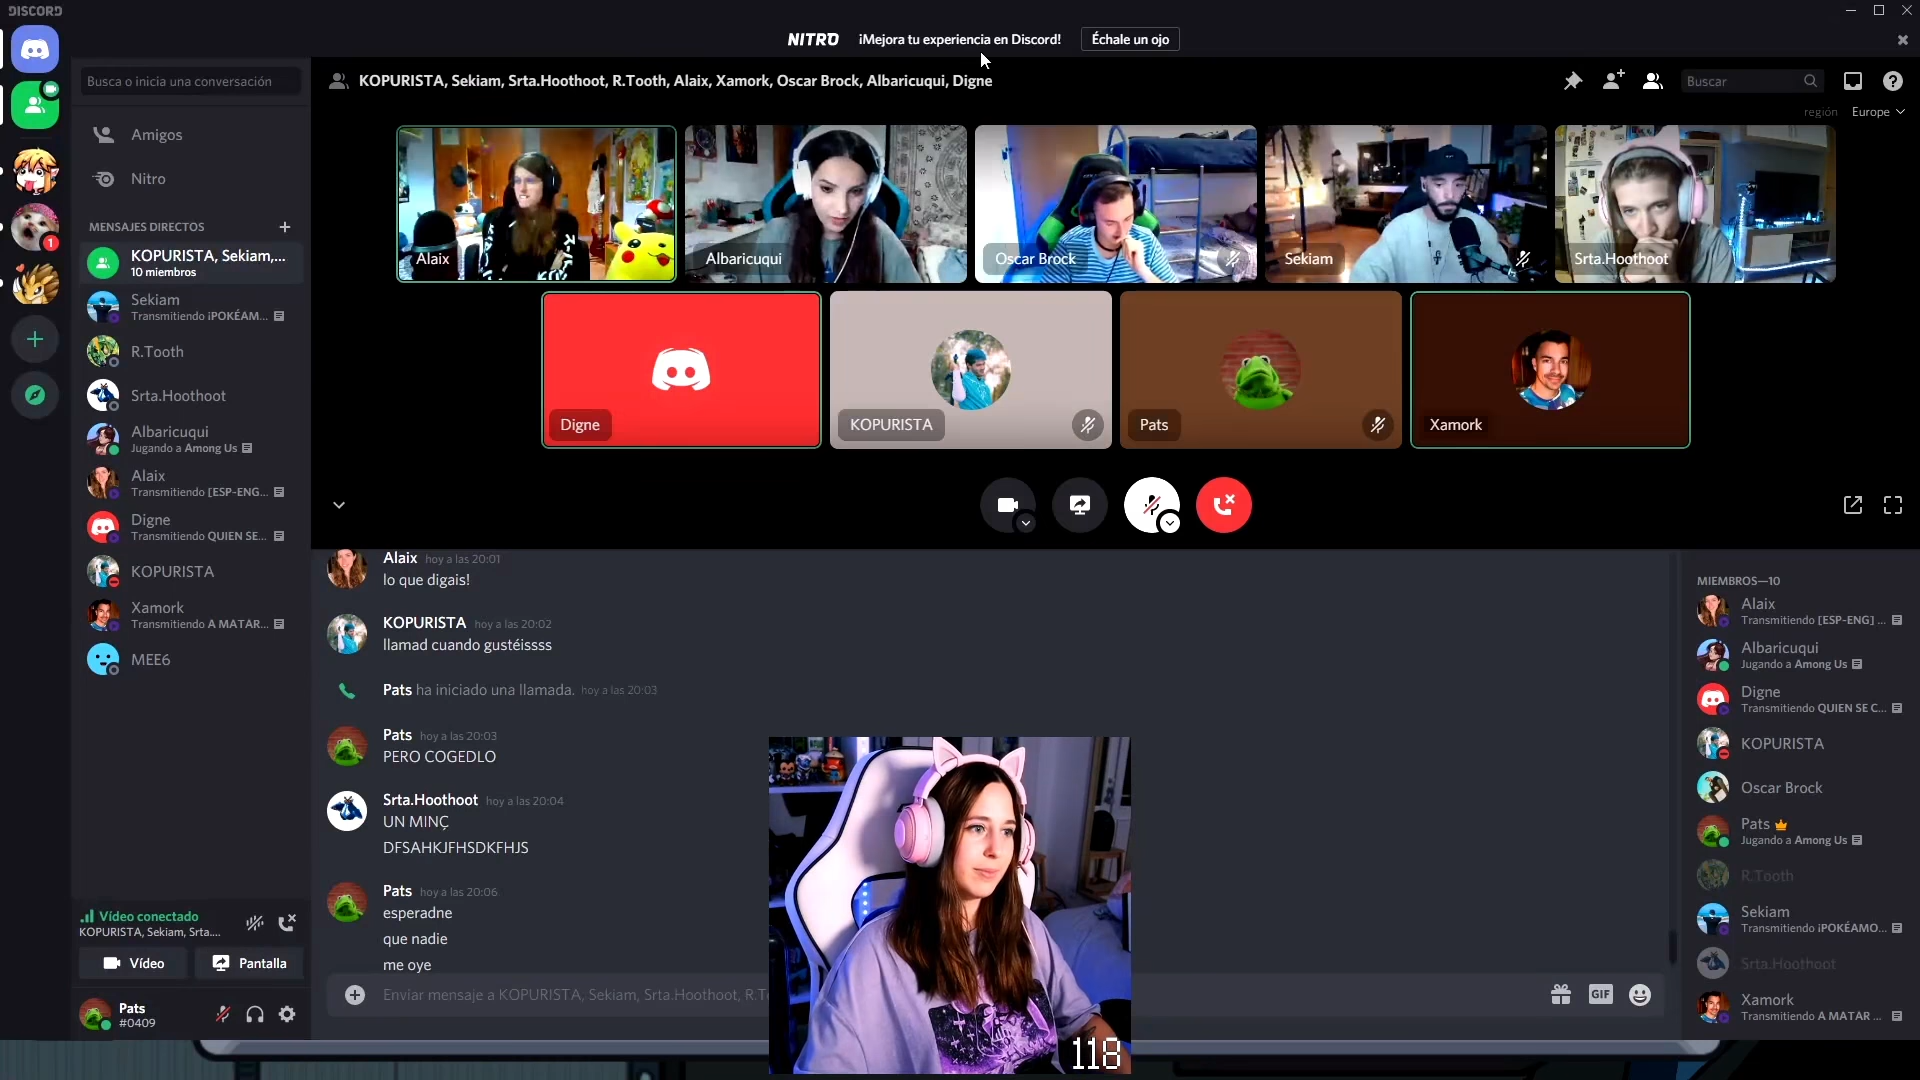 DISCORD
NITRO ¡Mejora tu experiencia en Discord! Échale un ojo
Busca o inicia una conversación
KOPURISTA, Sekiam, Srta.Hoothoot, R.Tooth, Alaix, Xamork, Oscar Brock, Albaricuqui, Digne
Buscar
región Europe
Amigos
Nitro
MENSAJES DIRECTOS
KOPURISTA, Sekiam,...
10 miembros
Sekiam
Transmitiendo ¡POKÉAM...
R.Tooth
Srta.Hoothoot
Albaricuqui
Jugando a Among Us
Alaix
Transmitiendo [ESP-ENG...
Digne
Transmitiendo QUIEN SE...
KOPURISTA
Xamork
Transmitiendo A MATAR...
MEE6
Alaix
Albaricuqui
Oscar Brock
Sekiam
Srta.Hoothoot
Digne
KOPURISTA
Pats
Xamork
Alaix hoy a las 20:01
lo que digais!
KOPURISTA hoy a las 20:02
llamad cuando gustéissss
Pats ha iniciado una llamada. hoy a las 20:03
Pats hoy a las 20:03
PERO COGEDLO
Srta.Hoothoot hoy a las 20:04
UN MINÇ
DFSAHKJFHSDKFHJS
Pats hoy a las 20:06
esperadne
que nadie
me oye
Enviar mensaje a KOPURISTA, Sekiam, Srta.Hoothoot, R.T
GIF
MIEMBROS—10
Alaix
Transmitiendo [ESP-ENG] ...
Albaricuqui
Jugando a Among Us
Digne
Transmitiendo QUIEN SE C...
KOPURISTA
Oscar Brock
Pats
Jugando a Among Us
R.Tooth
Sekiam
Transmitiendo ¡POKÉAMO...
Srta.Hoothoot
Xamork
Transmitiendo A MATAR ...
Vídeo conectado
KOPURISTA, Sekiam, Srta....
Vídeo
Pantalla
Pats
#0409
1
118